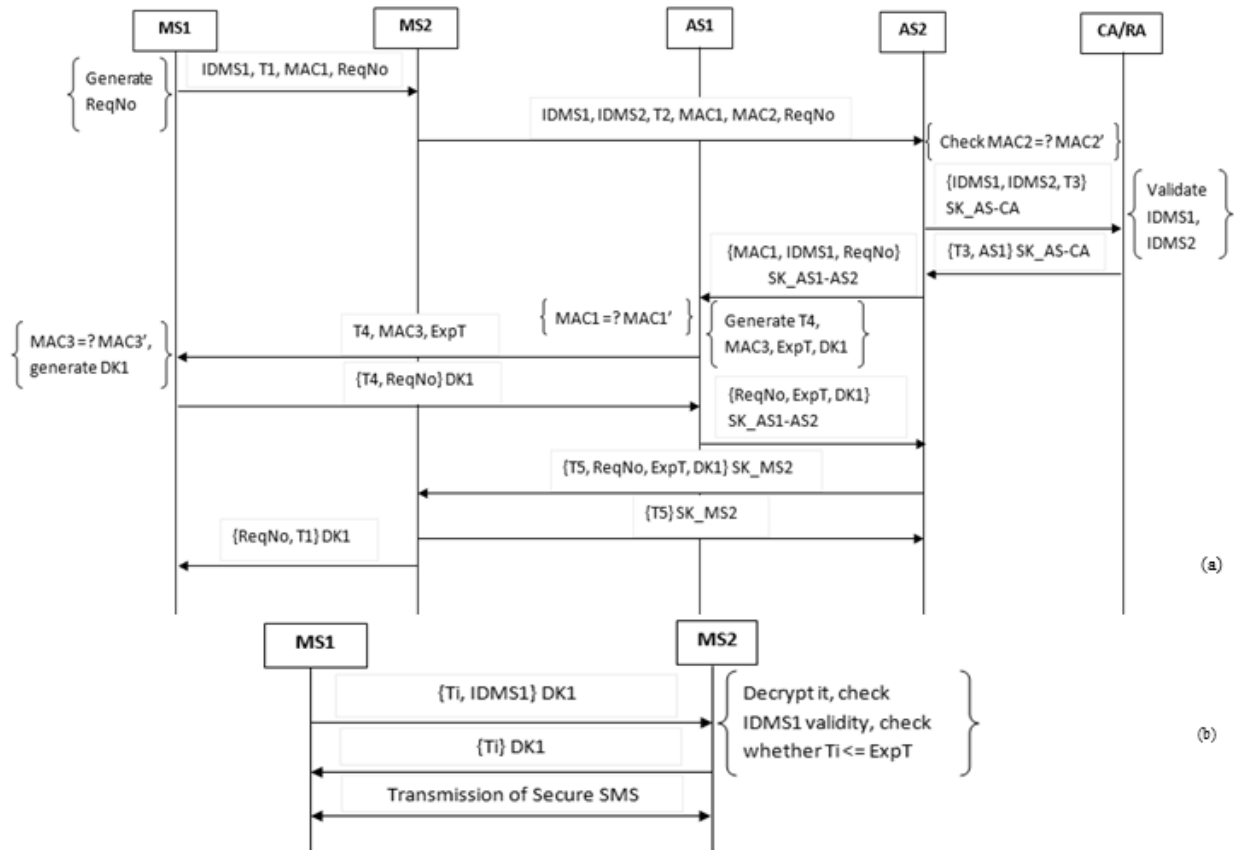 MS1
MS2
AS1
AS2
CA/RA
Generate
ReqNo
IDMS1, T1, MAC1, ReqNo
IDMS1, IDMS2, T2, MAC1, MAC2, ReqNo
Check MAC2=? MAC2'
{IDMS1, IDMS2, T3}
SK_AS-CA
Validate
IDMS1,
IDMS2
{T3, AS1} SK_AS-CA
{MAC1, IDMS1, ReqNo}
SK_AS1-AS2
MAC1=? MAC1'
Generate T4,
MAC3, ExpT, DK1
T4, MAC3, ExpT
MAC3=? MAC3',
generate DK1
{T4, ReqNo} DK1
{ReqNo, ExpT, DK1}
SK_AS1-AS2
{T5, ReqNo, ExpT, DK1} SK_MS2
{T5} SK_MS2
{ReqNo, T1} DK1
(a)
MS1
MS2
{Ti, IDMS1} DK1
Decrypt it, check
IDMS1 validity, check
whether Ti <= ExpT
{Ti} DK1
Transmission of Secure SMS
(b)